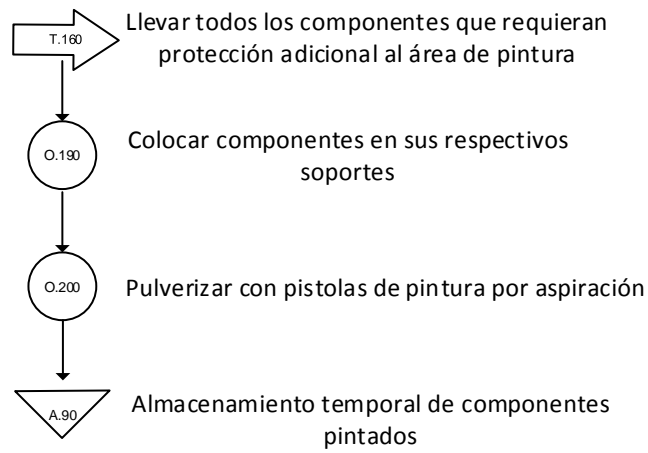 T.160
Llevar todos los componentes que requieran
protección adicional al área de pintura
O.190
Colocar componentes en sus respectivos
soportes
O.200
Pulverizar con pistolas de pintura por aspiración
A.90
Almacenamiento temporal de componentes
pintados